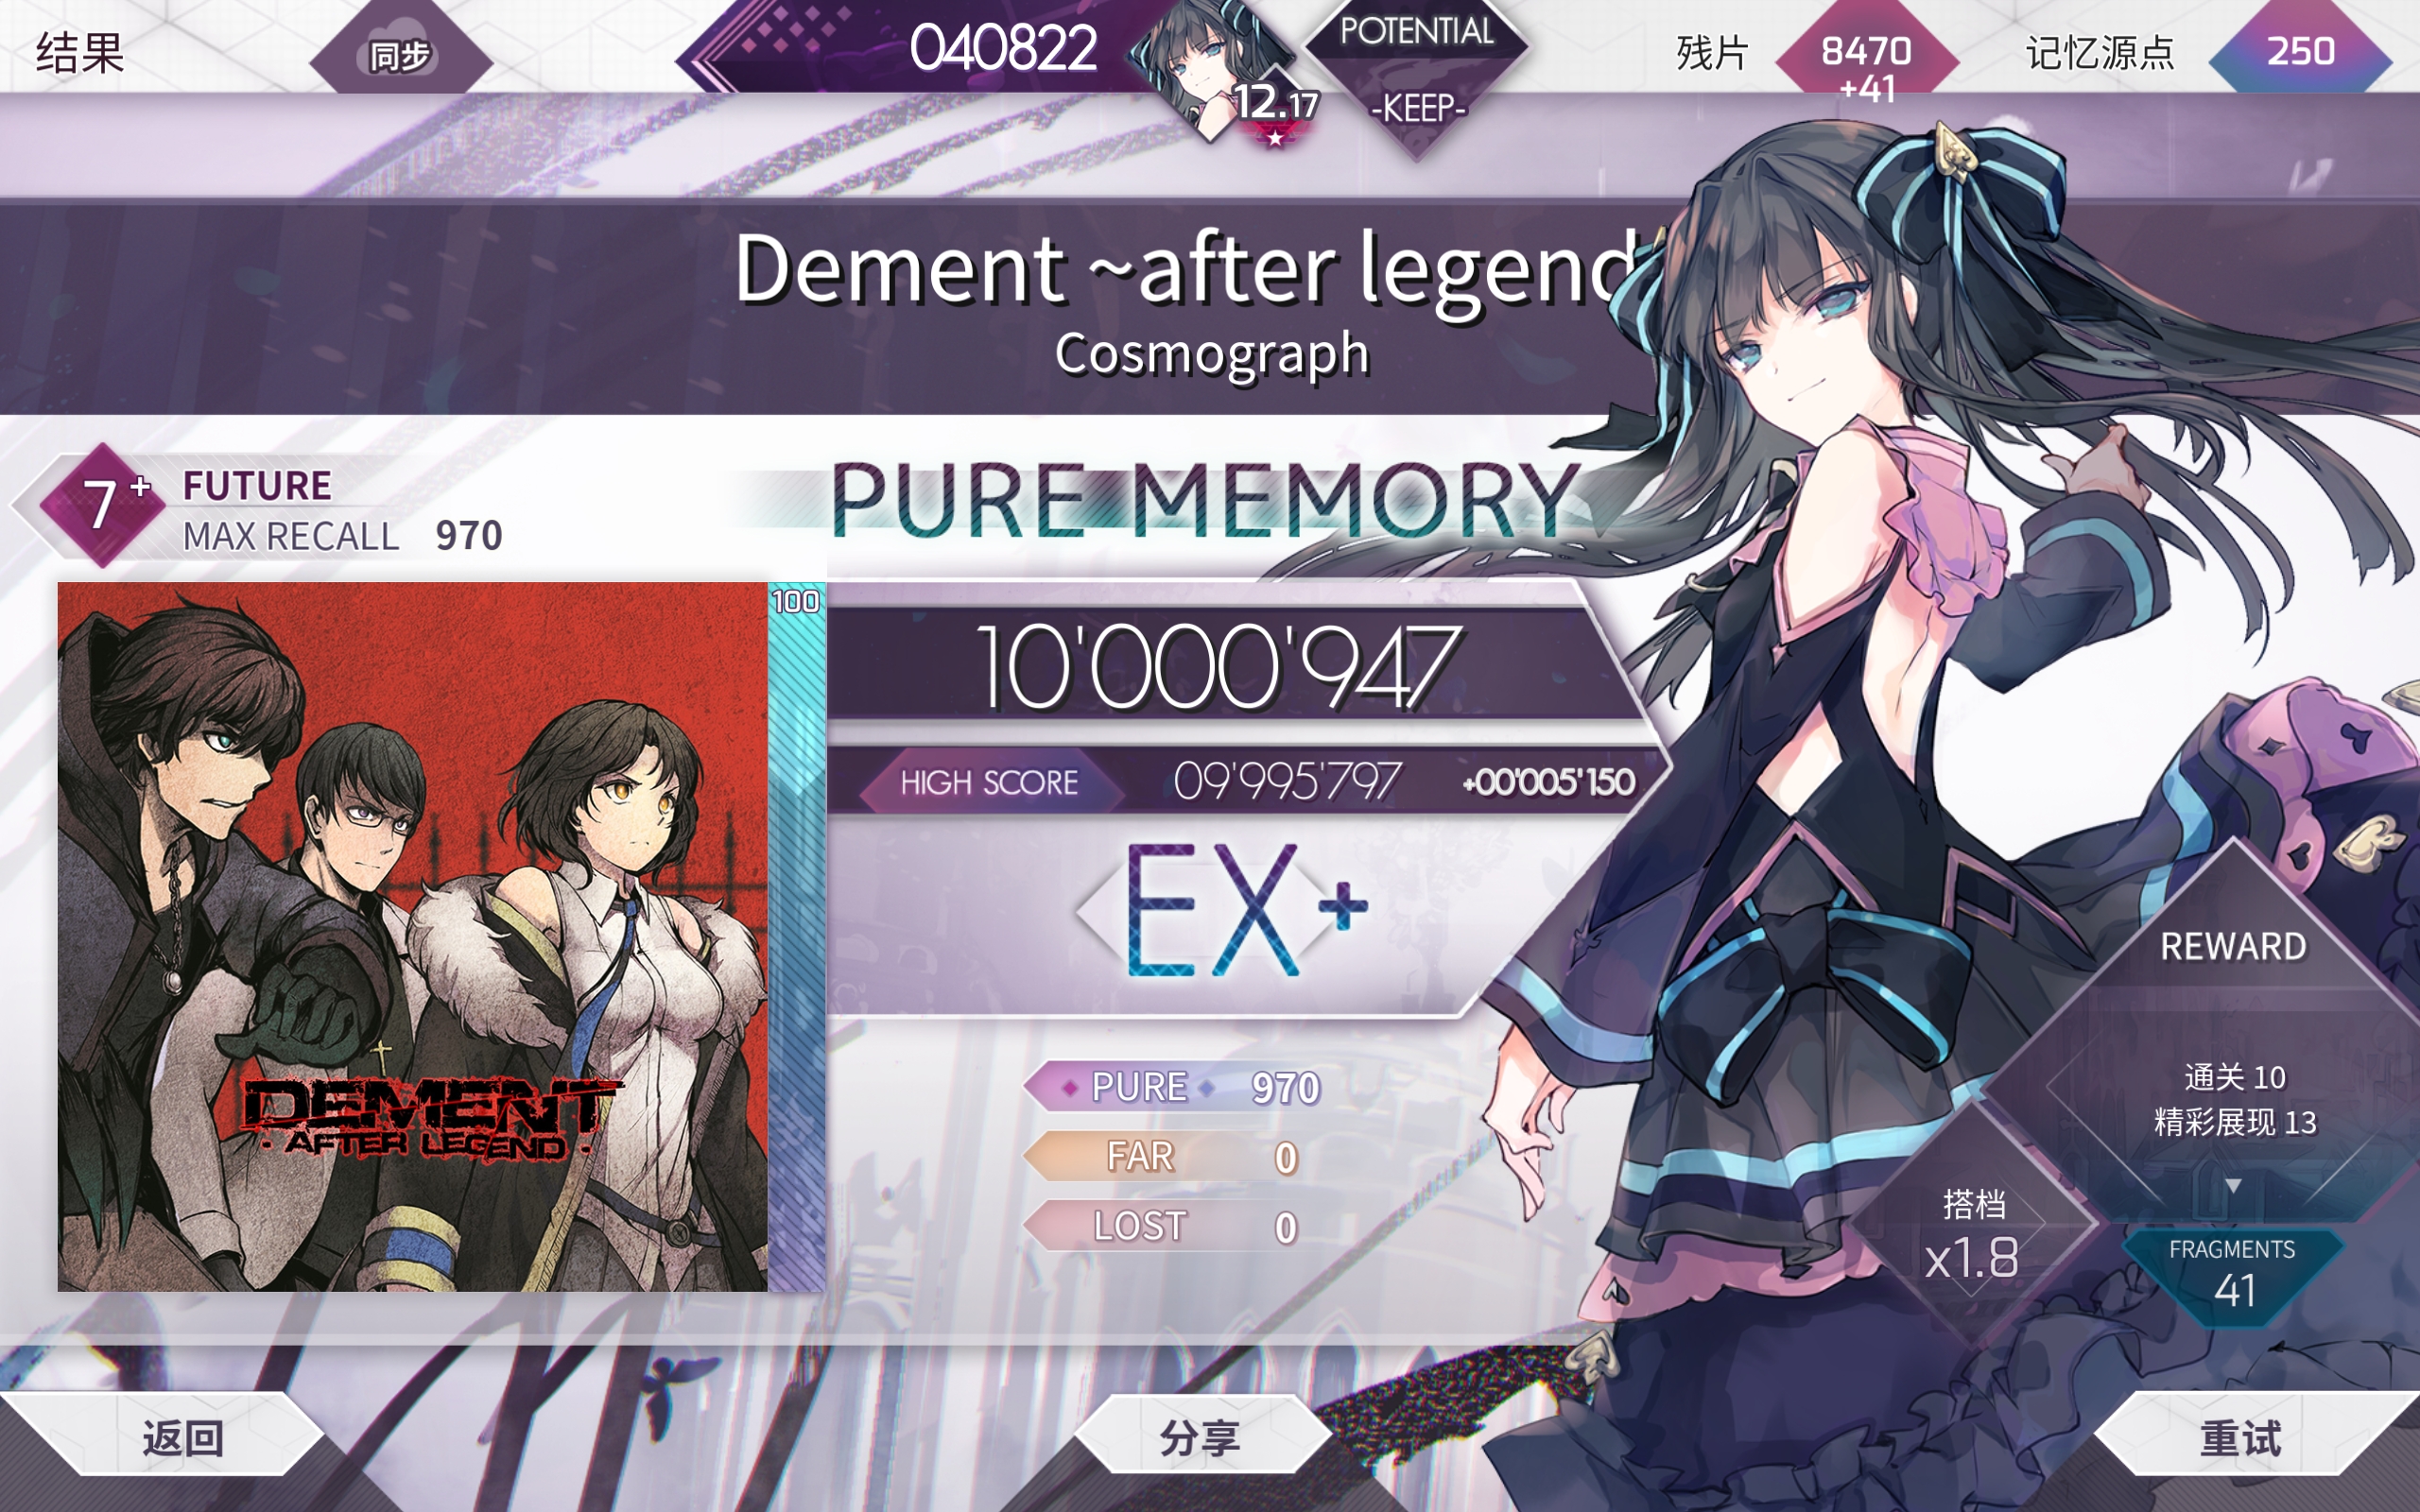 结果
同步
040822
12.17
POTENTIAL
-KEEP-
残片
8470
+41
记忆源点
250
Dement ~after legend
Cosmograph
7+
FUTURE
MAX RECALL 970
PURE MEMORY
100
10'000'947
HIGH SCORE 09'995'797 +00'005'150
EX+
DEMENT
· AFTER LEGEND ·
PURE 970
FAR 0
LOST 0
REWARD
通关 10
精彩展现 13
搭档
x1.8
FRAGMENTS
41
返回
分享
重试